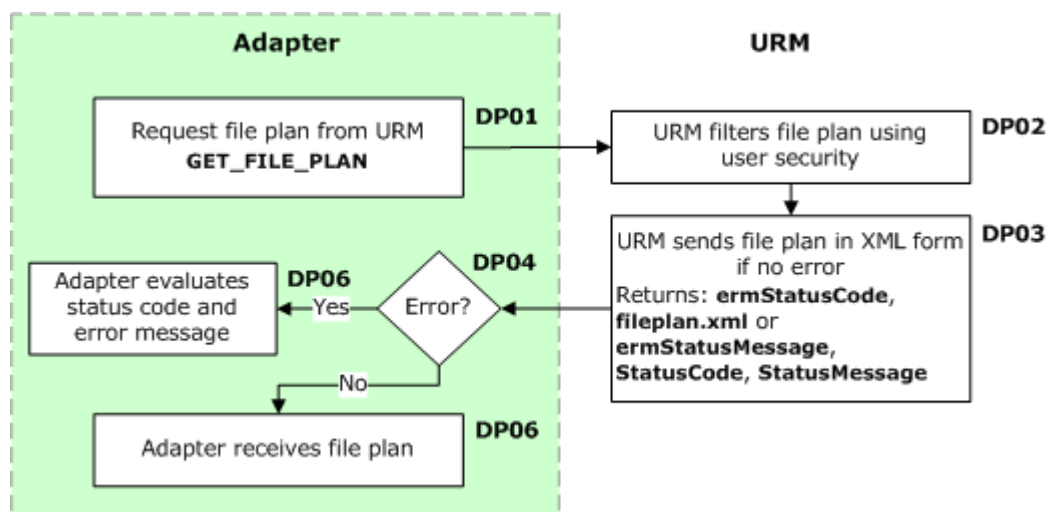 Adapter
URM
Request file plan from URM
GET_FILE_PLAN
DP01
URM filters file plan using
user security
DP02
URM sends file plan in XML form
if no error
Returns: ermStatusCode,
fileplan.xml or
ermStatusMessage,
StatusCode, StatusMessage
DP03
Error?
DP04
Yes
Adapter evaluates
status code and
error message
DP06
No
Adapter receives file plan
DP06